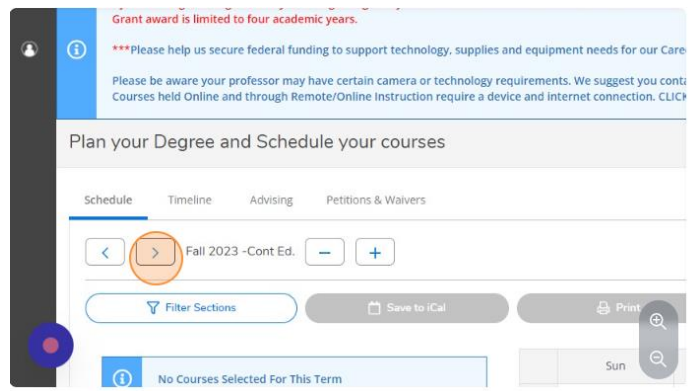 Grant award is limited to four academic years.
***Please help us secure federal funding to support technology, supplies and equipment needs for our Care
Please be aware your professor may have certain camera or technology requirements. We suggest you conta
Courses held Online and through Remote/Online Instruction require a device and internet connection. CLICK
Plan your Degree and Schedule your courses
Schedule Timeline Advising Petitions & Waivers
Fall 2023 -Cont Ed.
Filter Sections Save to iCal Print
No Courses Selected For This Term
Sun